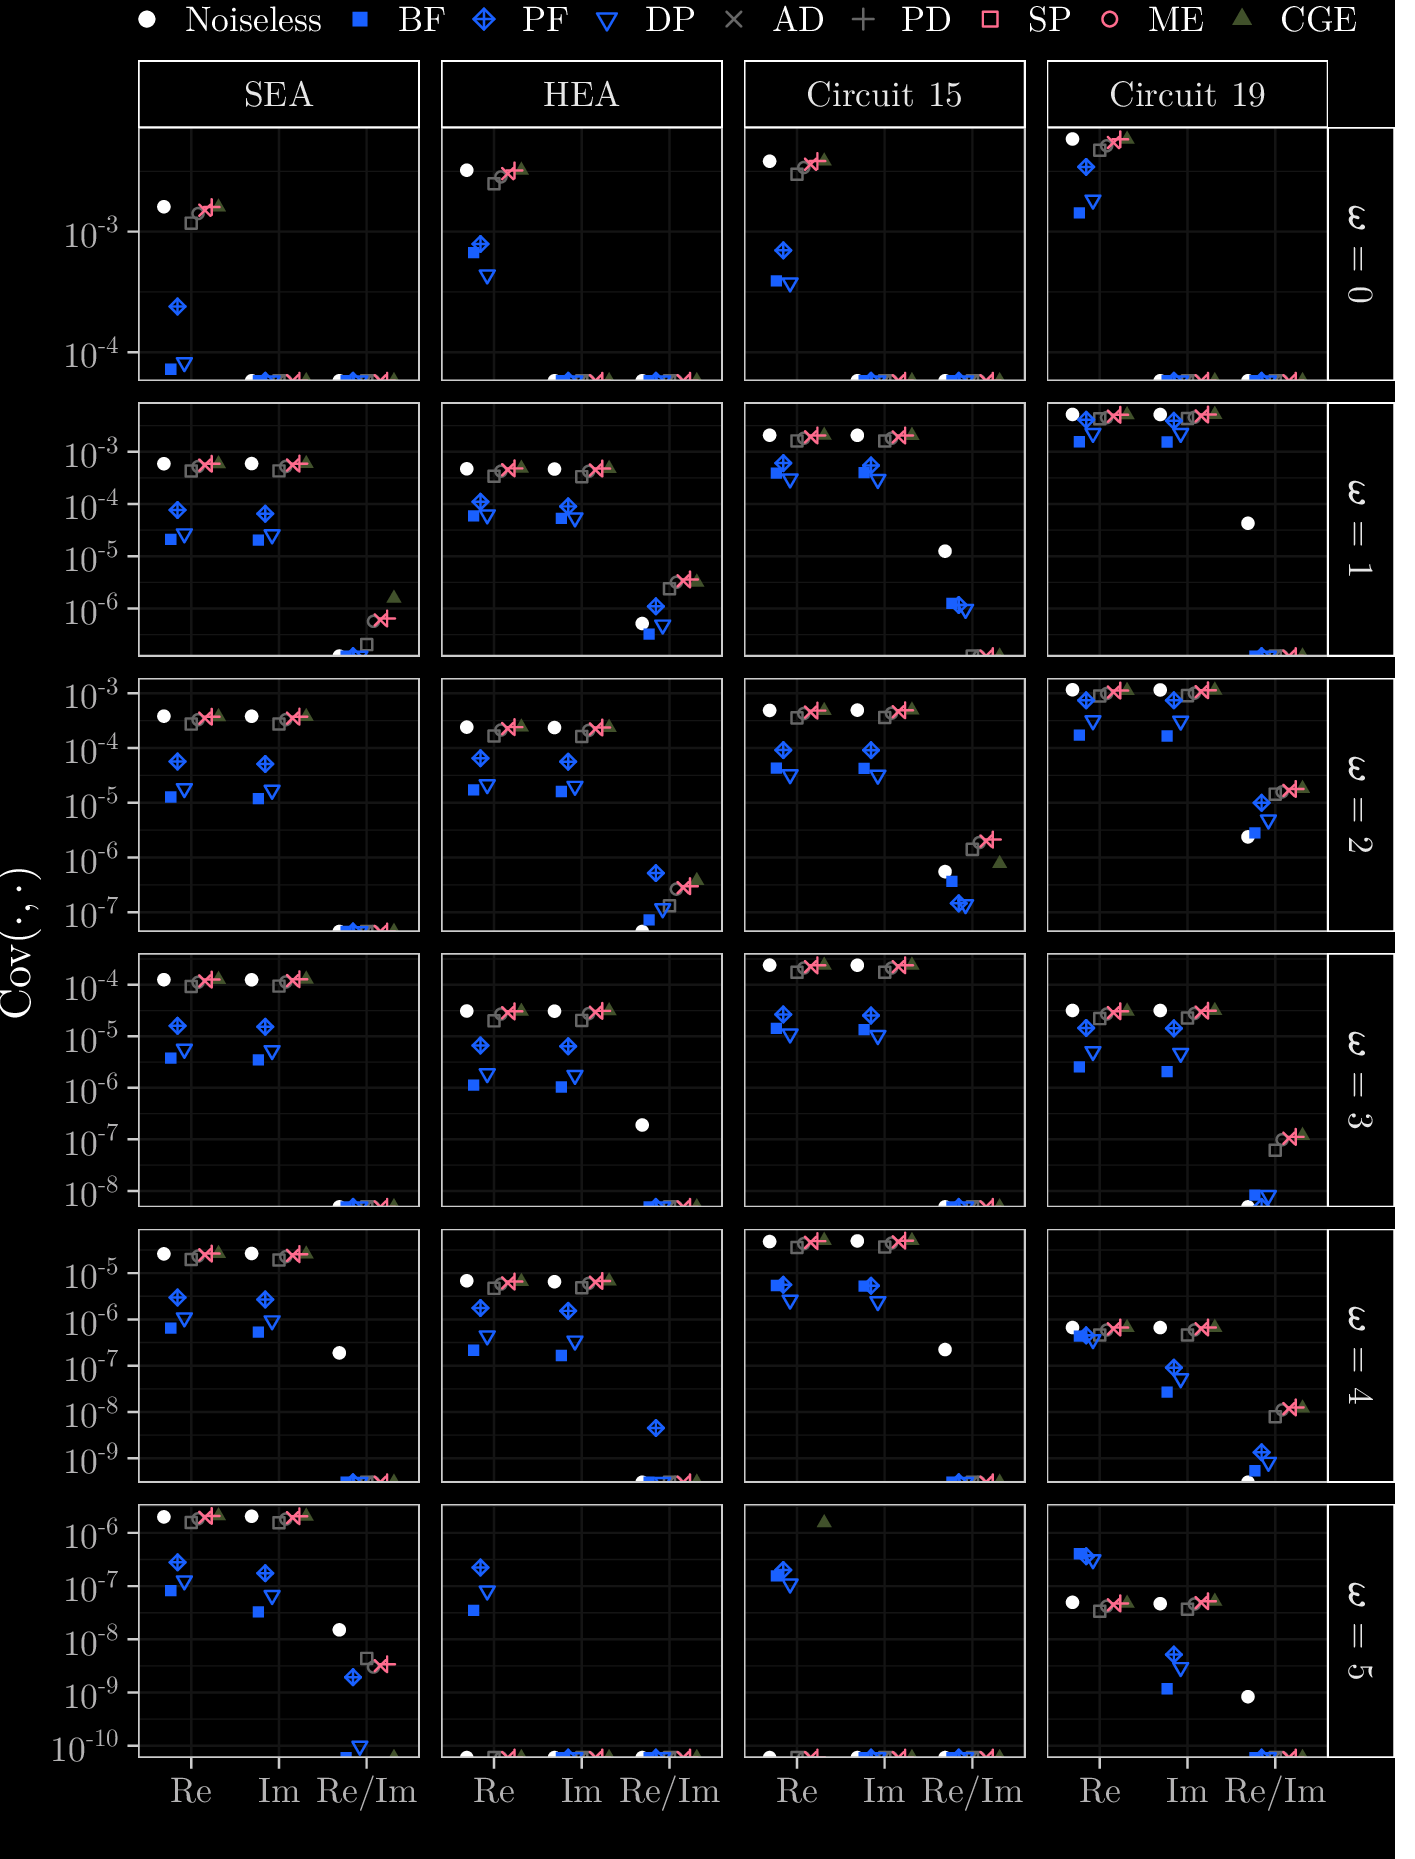 Noiseless BF PF DP AD PD SP ME CGE
SEA HEA Circuit 15 Circuit 19
10-3
10-4
ω = 0
10-3
10-4
10-5
10-6
ω = 1
10-3
10-4
10-5
10-6
10-7
ω = 2
Cov(·, ·)
10-4
10-5
10-6
10-7
10-8
ω = 3
10-5
10-6
10-7
10-8
10-9
ω = 4
10-6
10-7
10-8
10-9
10-10
ω = 5
Re Im Re/Im Re Im Re/Im Re Im Re/Im Re Im Re/Im